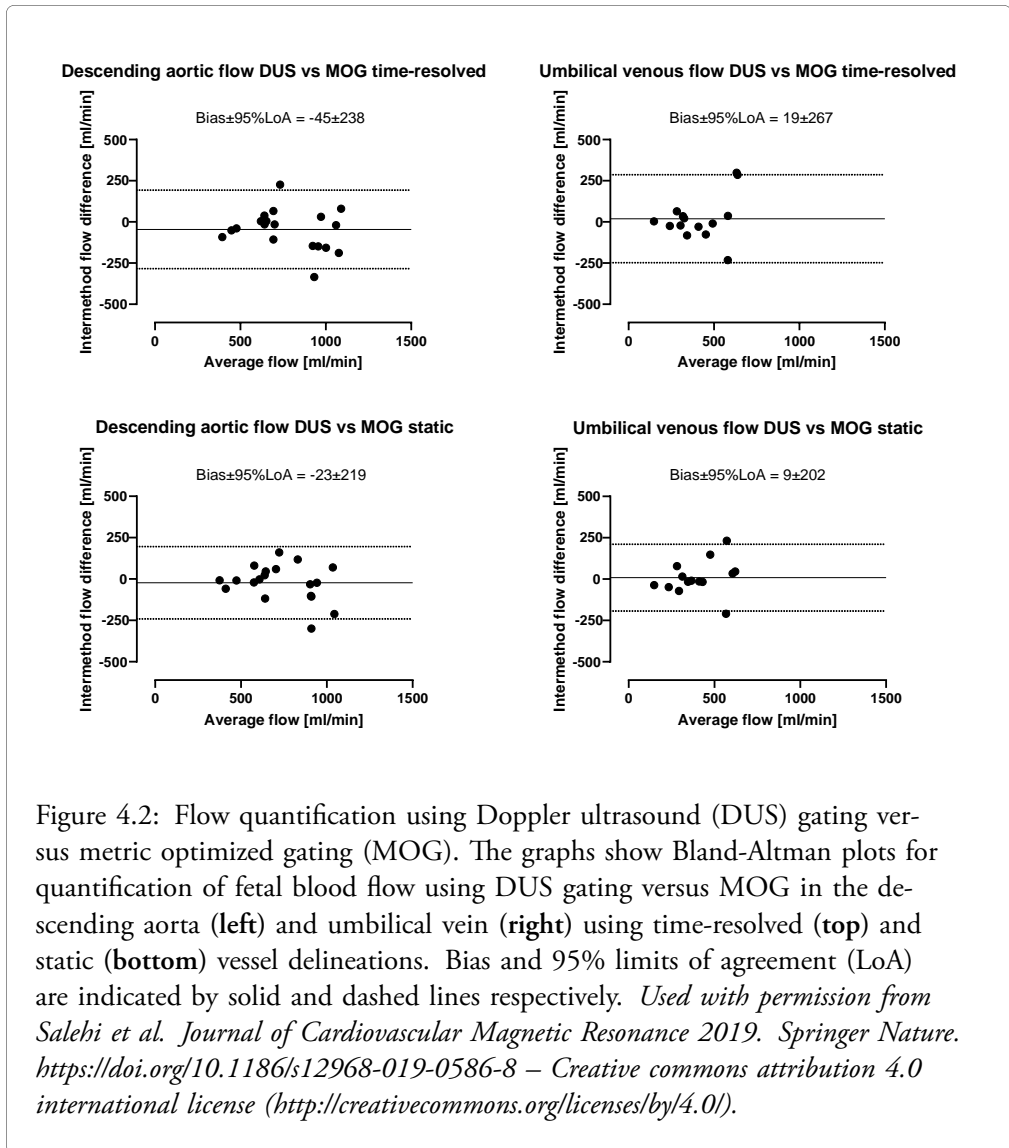 Descending aortic flow DUS vs MOG time-resolved
Bias±95%LoA = -45±238
Intermethod flow difference [ml/min]
500
250
0
-250
-500
0 500 1000 1500
Average flow [ml/min]
Umbilical venous flow DUS vs MOG time-resolved
Bias±95%LoA = 19±267
Intermethod flow difference [ml/min]
500
250
0
-250
-500
0 500 1000 1500
Average flow [ml/min]
Descending aortic flow DUS vs MOG static
Bias±95%LoA = -23±219
Intermethod flow difference [ml/min]
500
250
0
-250
-500
0 500 1000 1500
Average flow [ml/min]
Umbilical venous flow DUS vs MOG static
Bias±95%LoA = 9±202
Intermethod flow difference [ml/min]
500
250
0
-250
-500
0 500 1000 1500
Average flow [ml/min]
Figure 4.2: Flow quantification using Doppler ultrasound (DUS) gating ver-
sus metric optimized gating (MOG). The graphs show Bland-Altman plots for
quantification of fetal blood flow using DUS gating versus MOG in the de-
scending aorta (left) and umbilical vein (right) using time-resolved (top) and
static (bottom) vessel delineations. Bias and 95% limits of agreement (LoA)
are indicated by solid and dashed lines respectively. Used with permission from
Salehi et al. Journal of Cardiovascular Magnetic Resonance 2019. Springer Nature.
https://doi.org/10.1186/s12968-019-0586-8 – Creative commons attribution 4.0
international license (http://creativecommons.org/licenses/by/4.0/).